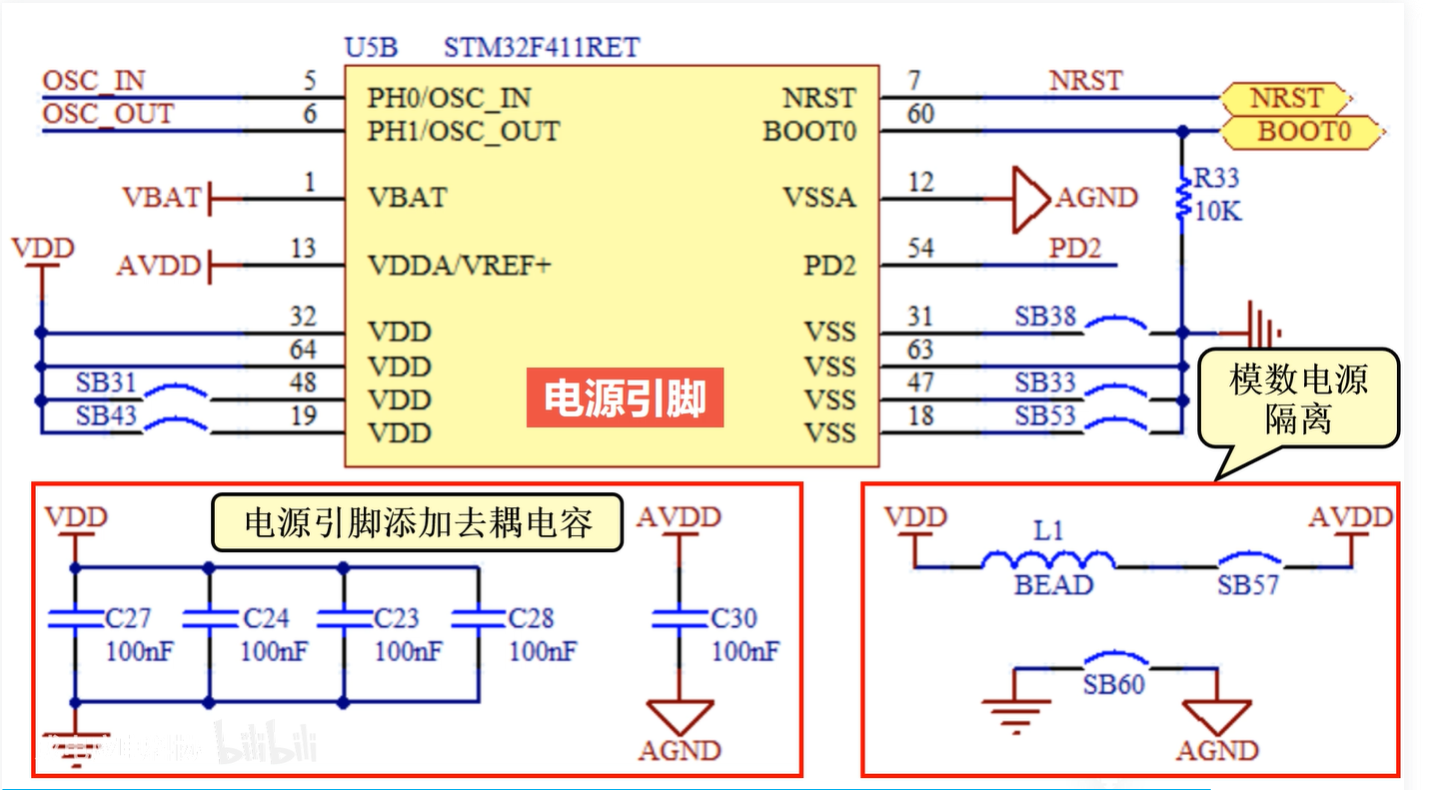 U5B STM32F411RET
OSC_IN 5 PH0/OSC_IN NRST 7 NRST NRST
OSC_OUT 6 PH1/OSC_OUT BOOT0 60 BOOT0
VBAT 1 VBAT VSSA 12 AGND
R33
10K
VDD
AVDD 13 VDDA/VREF+ PD2 54 PD2
32 VDD VSS 31 SB38
64 VDD VSS 63
SB31 48 VDD VSS 47 SB33
SB43 19 VDD VSS 18 SB53
电源引脚
模数电源
隔离
VDD 电源引脚添加去耦电容 AVDD
C27 C24 C23 C28 C30
100nF 100nF 100nF 100nF 100nF
AGND
VDD L1 AVDD
BEAD SB57
SB60
AGND
bilibili